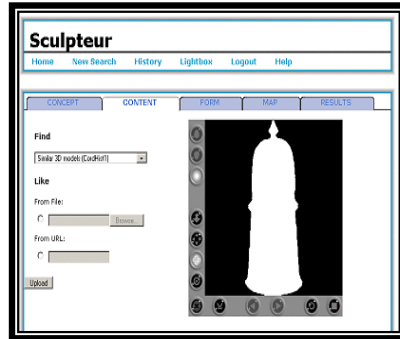 Sculpteur
Home New Search History Lightbox Logout Help
CONCEPT CONTENT FORM MAP RESULTS
Find
Similar 3D models (CordHist1)
Like
From File:
Browse...
From URL:
Upload